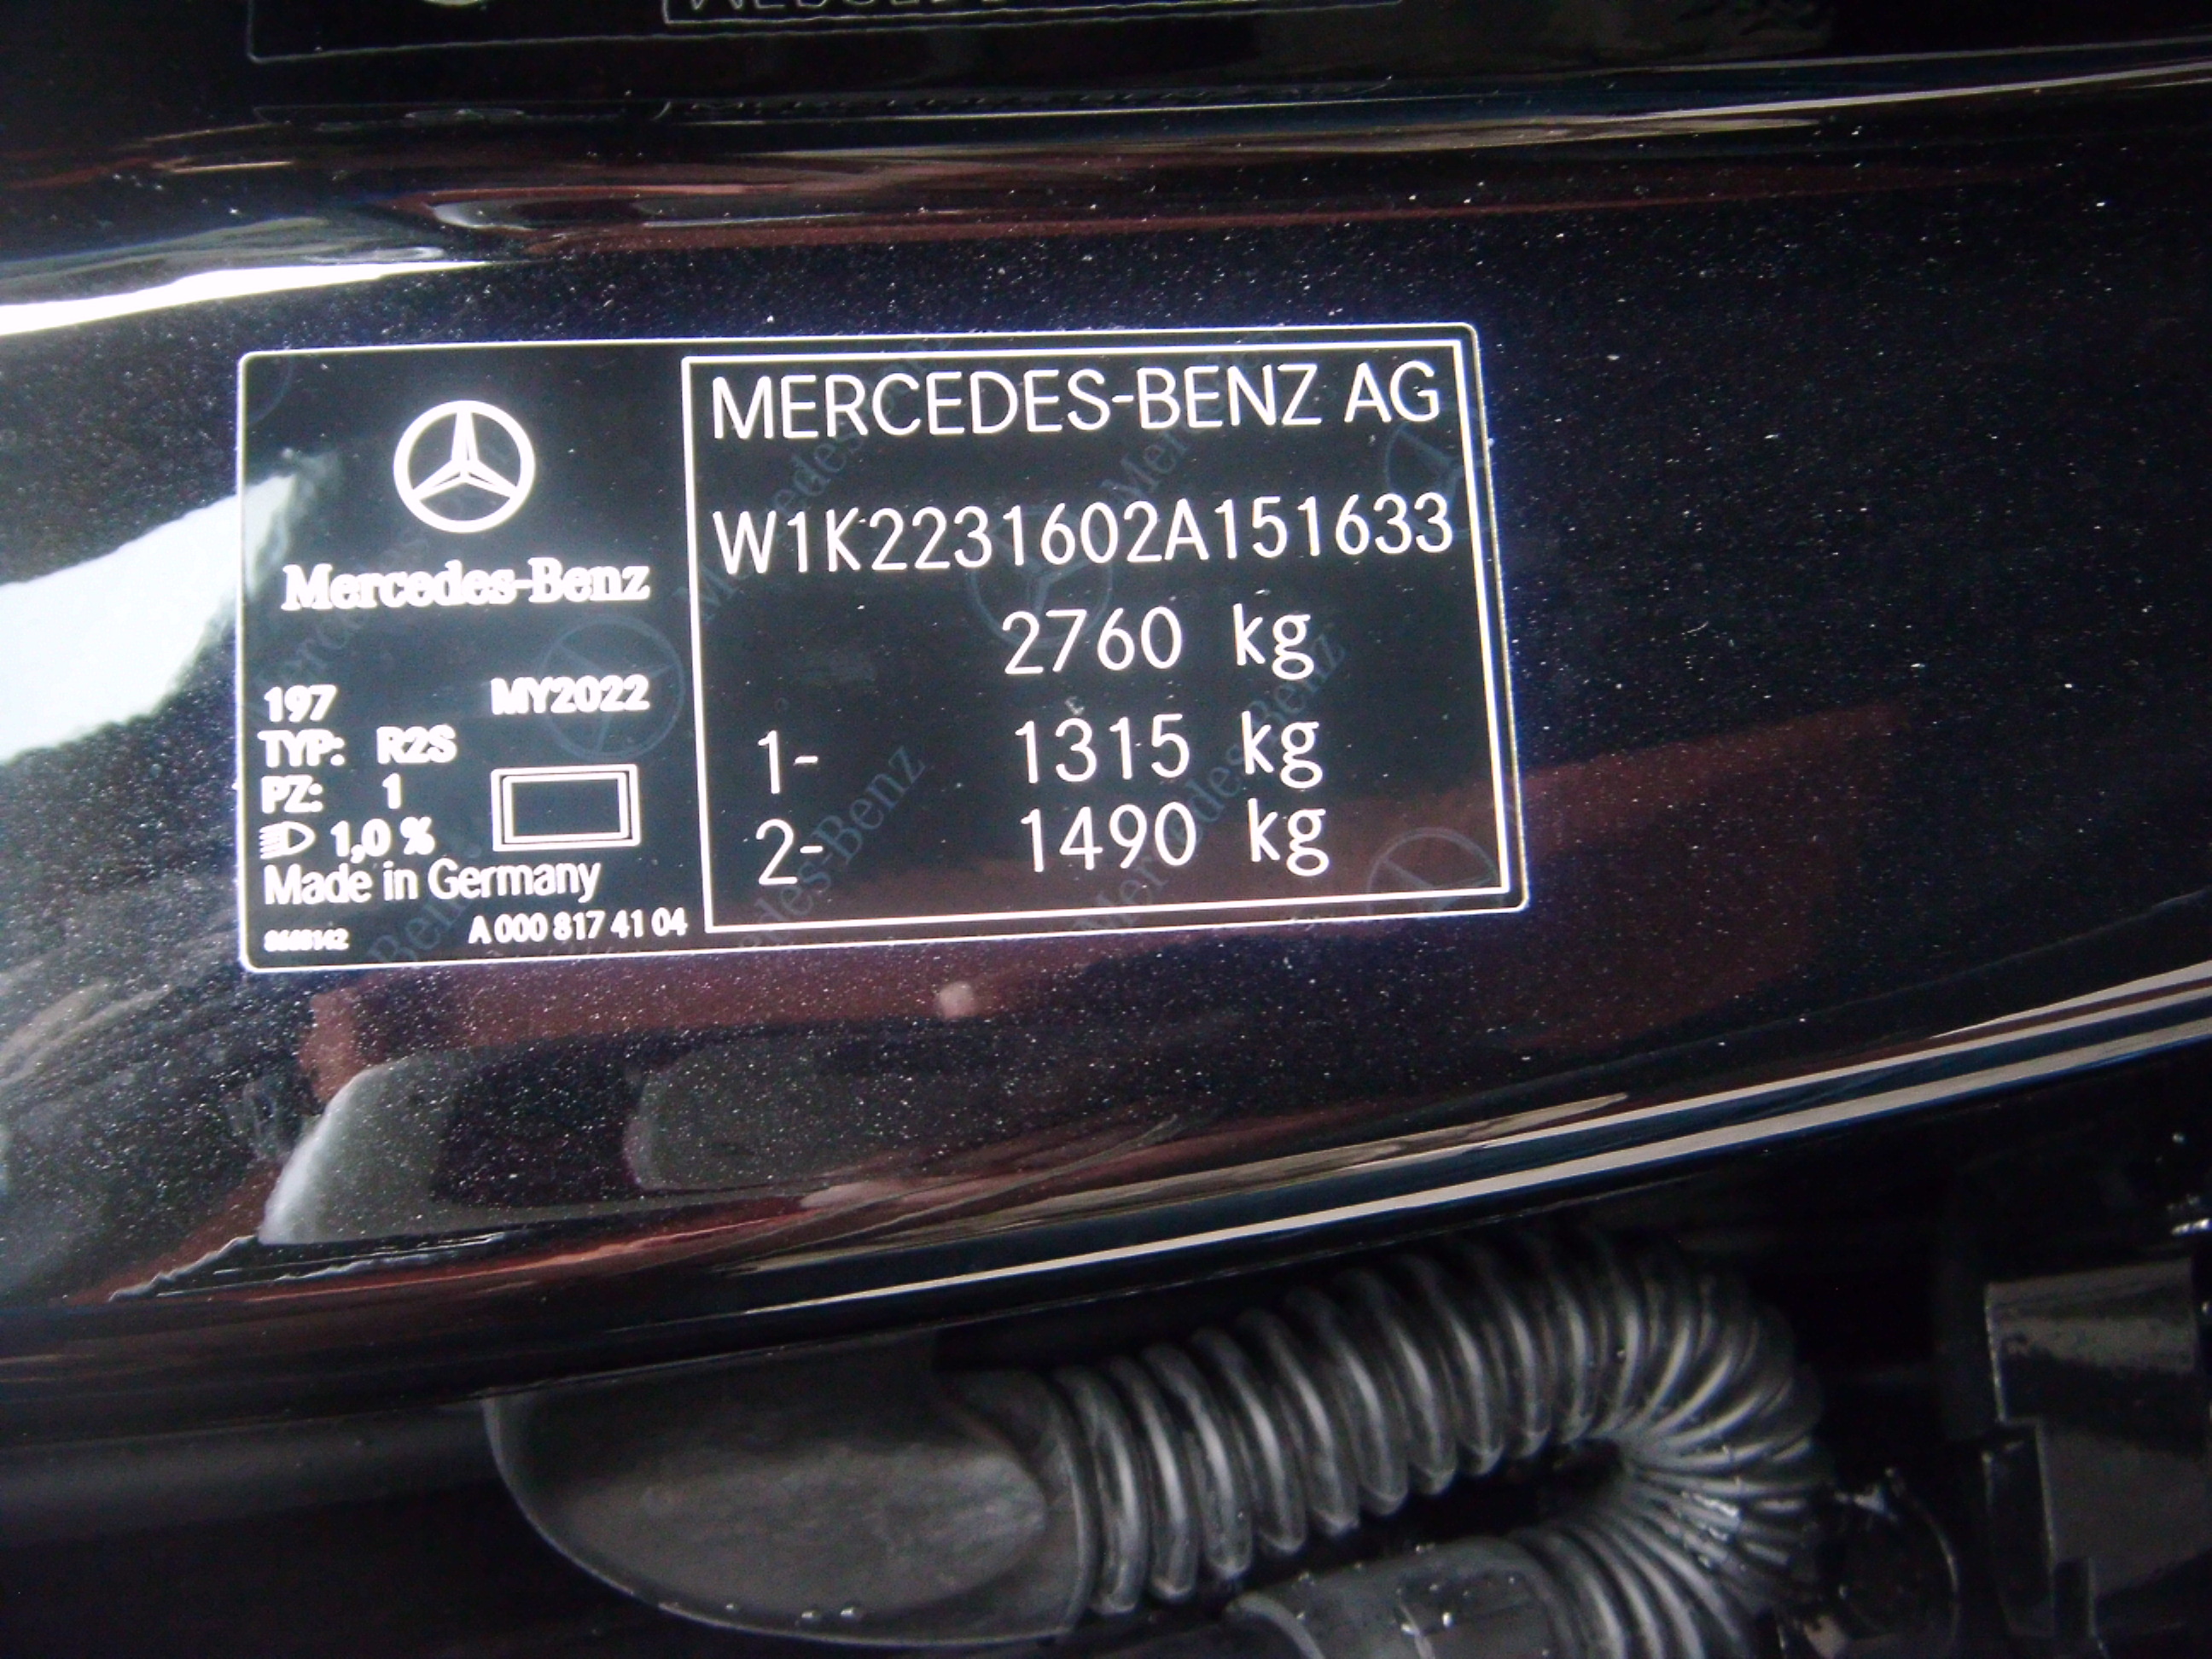 Mercedes-Benz
197 MY2022
TYP: R2S
PZ: 1
1,0 %
Made in Germany
A 000 817 41 04
MERCEDES-BENZ AG
W1K2231602A151633
2760 kg
1- 1315 kg
2- 1490 kg